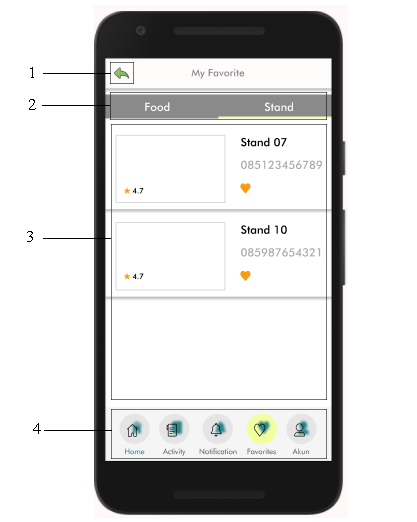 1
My Favorite
2
Food Stand
Stand 07
085123456789
★ 4.7
3
Stand 10
085987654321
★ 4.7
4
Home Activity Notification Favorites Akun